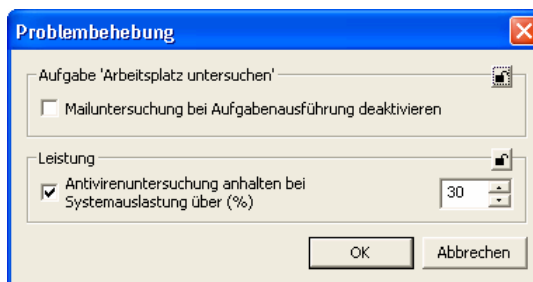 Problembehebung
Aufgabe 'Arbeitsplatz untersuchen'
Mailuntersuchung bei Aufgabenausführung deaktivieren
Leistung
Antivirenuntersuchung anhalten bei
Systemauslastung über (%)
30
OK
Abbrechen